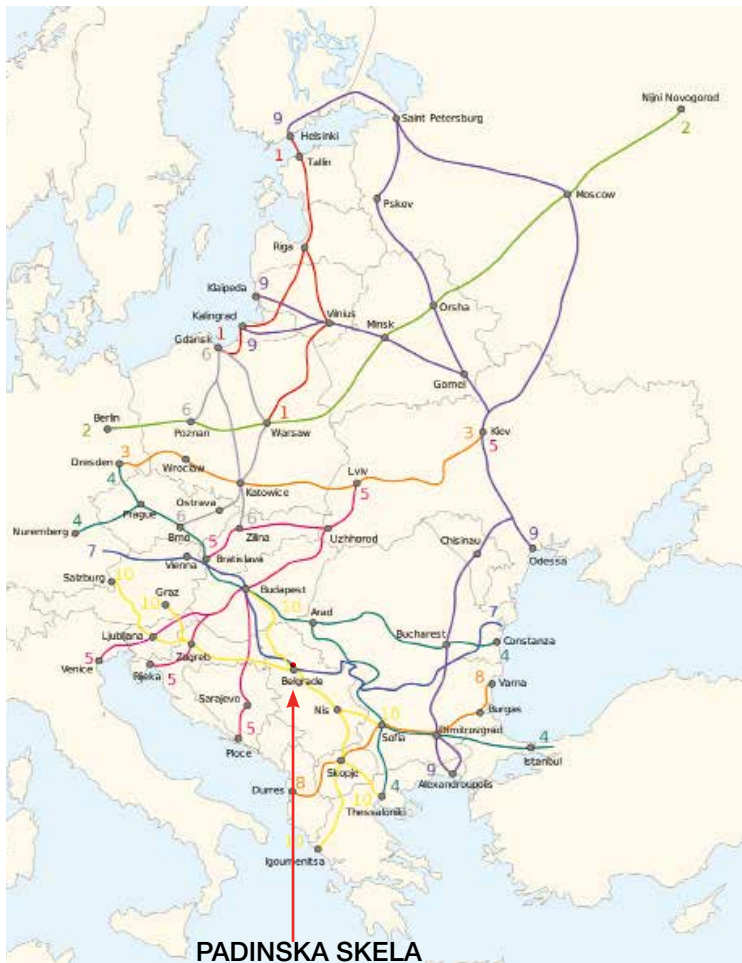 Nijni Novogorod
2
9
Saint Petersburg
Helsinki
1
Tallin
Moscow
Pskov
Riga
Klaipeda
9
Orsha
Kalingrad
Vilnius
Minsk
1
Gdansk
6
9
Gomel
Berlin
6
1
2
Poznan
Warsaw
3
Kiev
5
Dresden
3
Wroclaw
Lviv
4
Katowice
5
Ostrava
Prague
4
6
6
Nuremberg
Brno
5
Zilina
Uzhhorod
Chisinau
9
7
Vienna
Bratislava
Odessa
Salzburg
10
Graz
Budapest
10
10
Arad
7
Ljubljana
Bucharest
Constanza
4
Venice
5
Zagreb
Rijeka
5
Belgrade
8
Varna
Sarajevo
Nis
10
Burgas
5
Sofia
Dimitrovgrad
Ploce
4
Istanbul
Skopje
9
Durres
8
10
4
Alexandroupolis
Thessaloniki
10
Igoumenitsa
PADINSKA SKELA